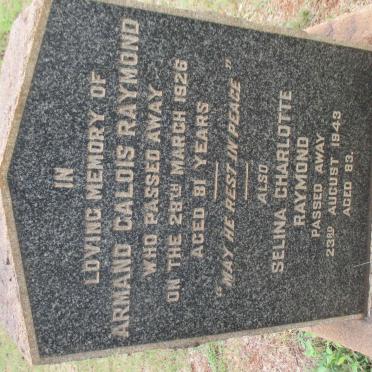 IN
LOVING MEMORY OF
ARMAND CALOIS RAYMOND
WHO PASSED AWAY
ON THE 28TH MARCH 1926
AGED 81 YEARS
"MAY HE REST IN PEACE"
ALSO
SELINA CHARLOTTE
RAYMOND
PASSED AWAY
23RD AUGUST 1943
AGED 83.